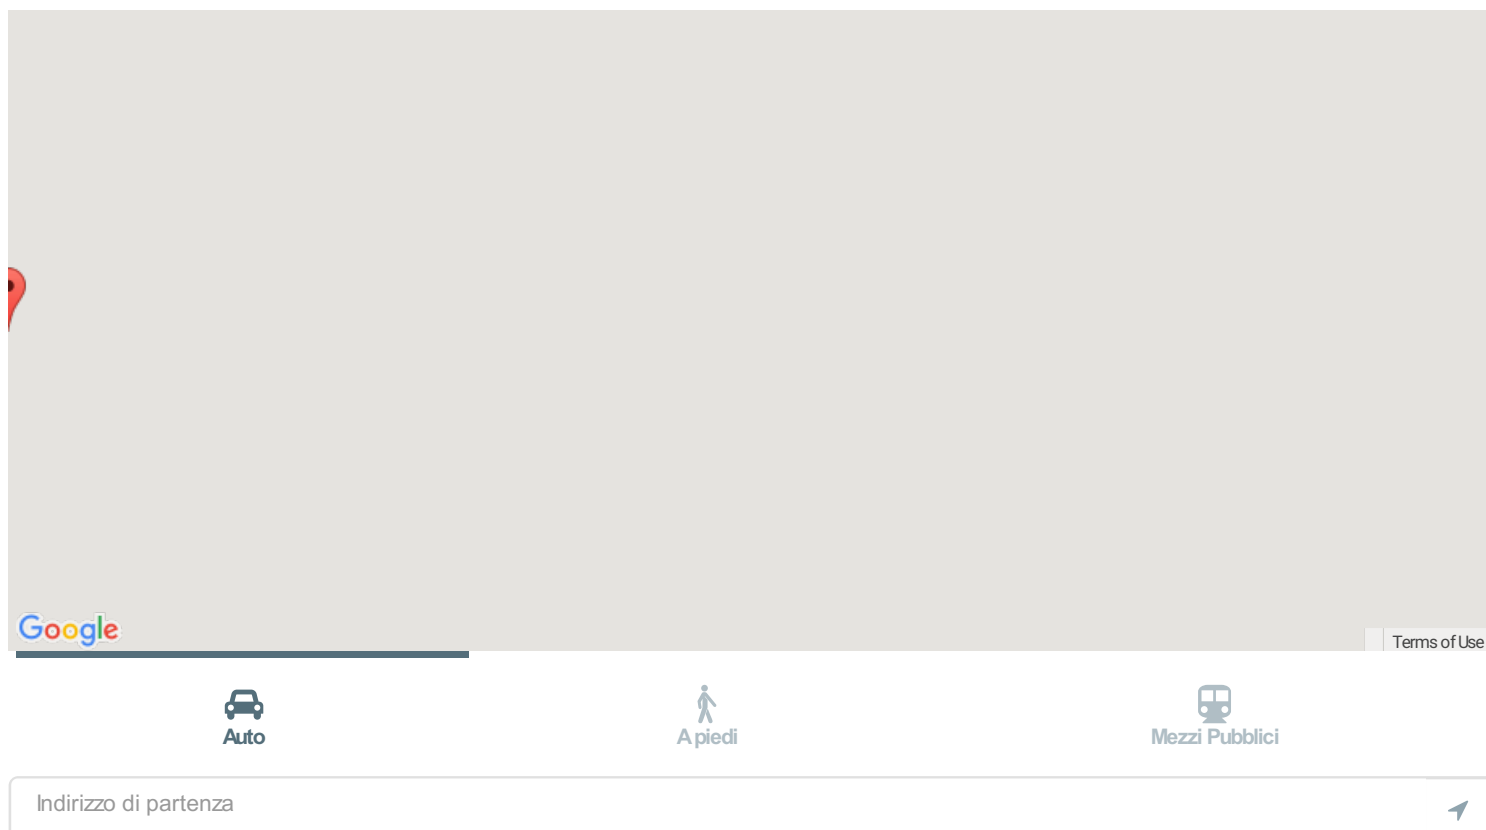 Google
Terms of Use
Auto
A piedi
Mezzi Pubblici
Indirizzo di partenza